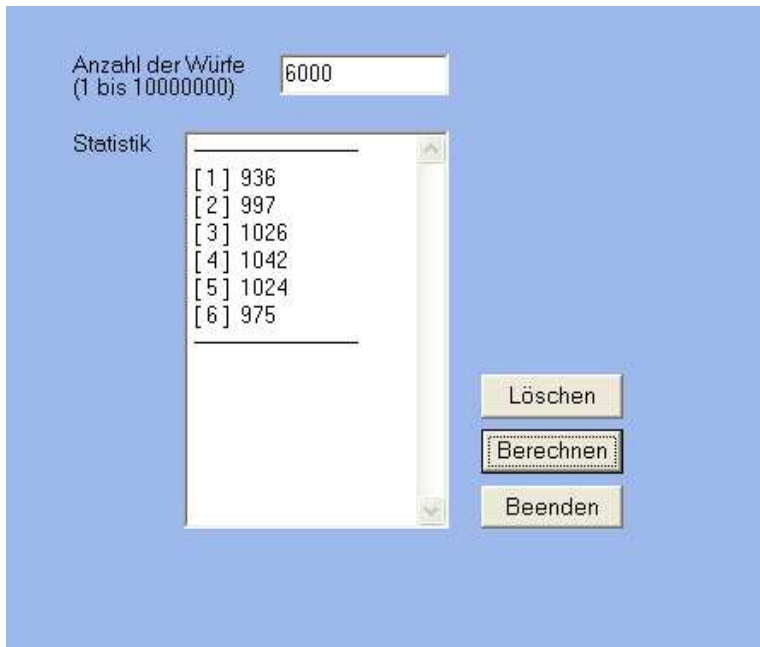 Anzahl der Würfe
(1 bis 10000000)
6000
Statistik
[ 1 ] 936
[ 2 ] 997
[ 3 ] 1026
[ 4 ] 1042
[ 5 ] 1024
[ 6 ] 975
Löschen
Berechnen
Beenden